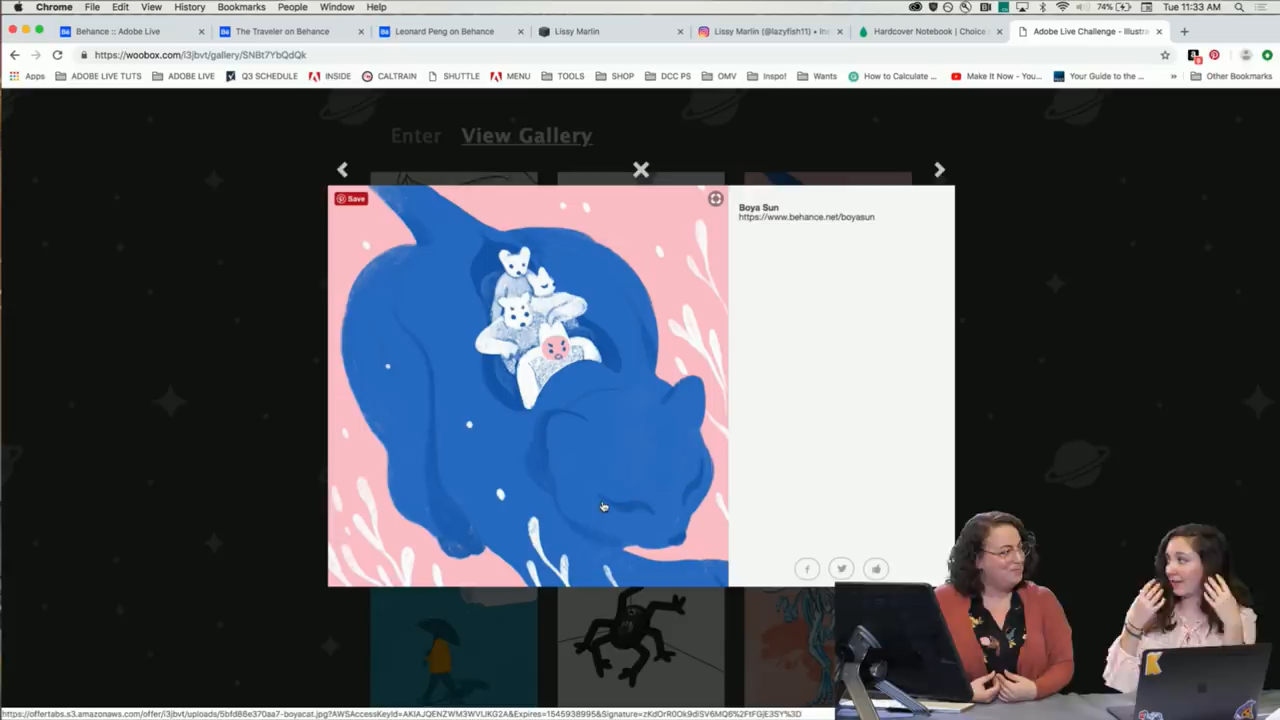 Chrome File Edit View History Bookmarks People Window Help 74% Tue 11:33 AM
Behance :: Adobe Live The Traveler on Behance Leonard Peng on Behance Lissy Marlin Lissy Marlin (@lazyfish11) • Ins Hardcover Notebook | Choice Adobe Live Challenge - Illustra
https://woobox.com/i3jbvt/gallery/SNBt7YbQdQk
Apps ADOBE LIVE TUTS ADOBE LIVE Q3 SCHEDULE INSIDE CALTRAIN SHUTTLE MENU TOOLS SHOP DCC PS OMV Inspo! Wants How to Calculate ... Make It Now - You... Your Guide to the ... Other Bookmarks
Enter View Gallery
Save
Boya Sun
https://www.behance.net/boyasun